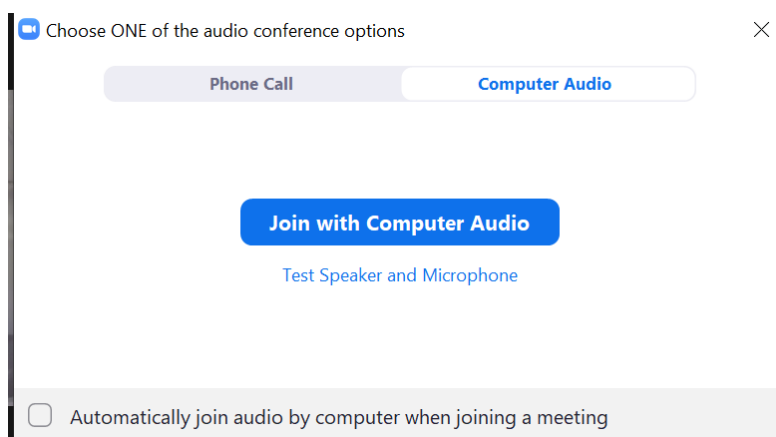 Choose ONE of the audio conference options
Phone Call
Computer Audio
Join with Computer Audio
Test Speaker and Microphone
Automatically join audio by computer when joining a meeting